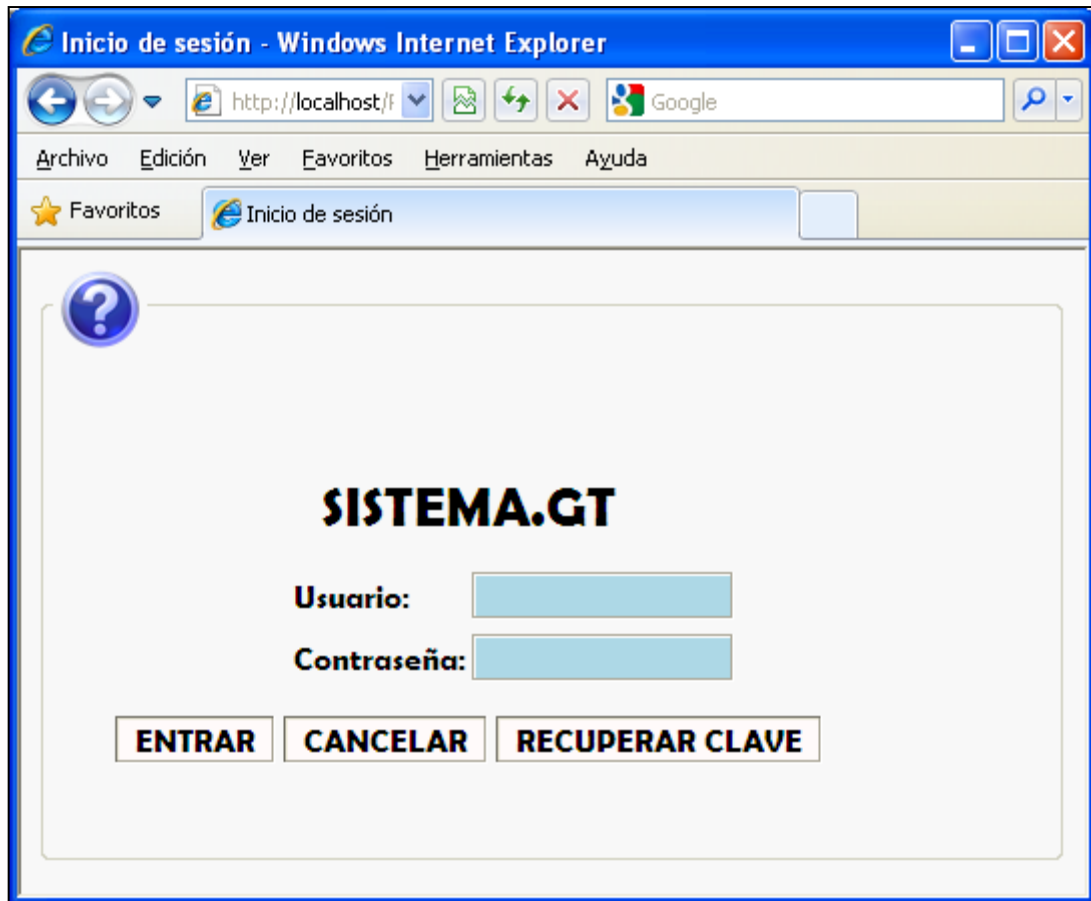 Inicio de sesión - Windows Internet Explorer
http://localhost/F Google
Archivo Edición Ver Favoritos Herramientas Ayuda
Favoritos Inicio de sesión
SISTEMA.GT
Usuario:
Contraseña:
ENTRAR CANCELAR RECUPERAR CLAVE